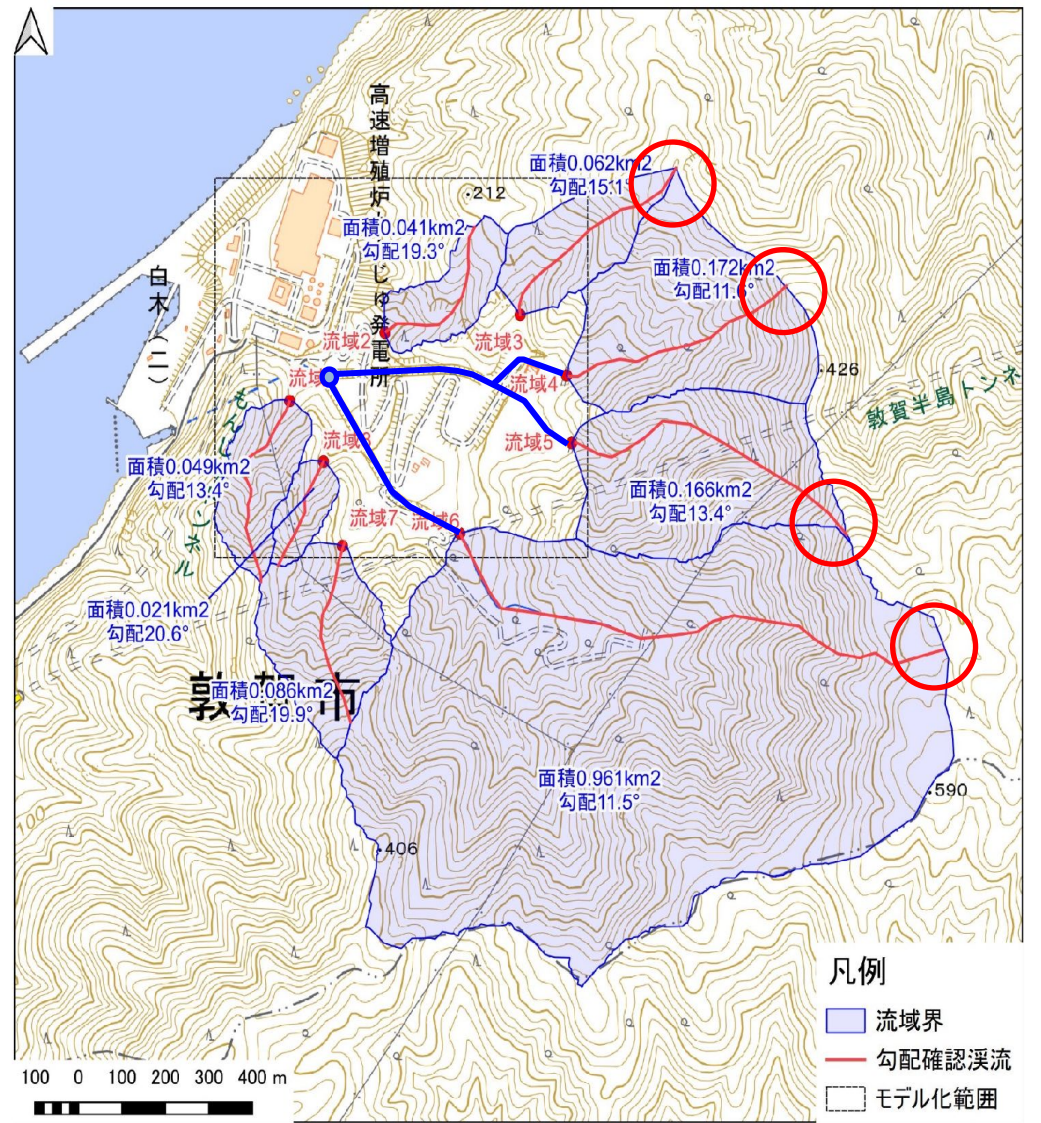 高速増殖炉
じゅ発電所
面積0.062km2
勾配15.1°
・212
面積0.041km2
勾配19.3°
面積0.172km2
勾配11.
白木(二)
流域2
流域3
流域
流域4
・426
敦賀半島トンネ
流域5
面積0.049km2
勾配13.4°
面積0.166km2
勾配13.4°
流域7
流域6
もん
ンネル
面積0.021km2
勾配20.6°
敦賀市
面積0.086km2
勾配19.9°
面積0.961km2
勾配11.5°
・590
・406
100
凡例
流域界
勾配確認渓流
モデル化範囲
100 0 100 200 300 400 m